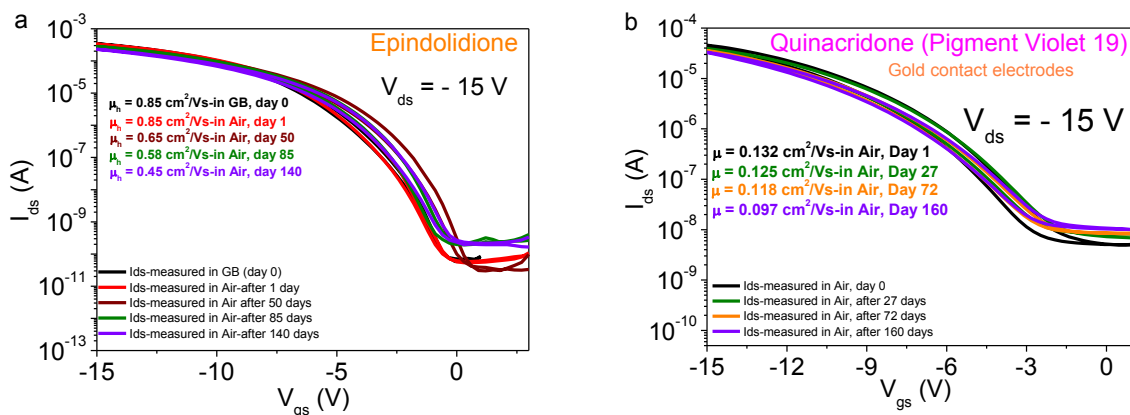 a
Epindolidione
V_ds = - 15 V
μ_h = 0.85 cm²/Vs-in GB, day 0
μ_h = 0.85 cm²/Vs-in Air, day 1
μ_h = 0.65 cm²/Vs-in Air, day 50
μ_h = 0.58 cm²/Vs-in Air, day 85
μ_h = 0.45 cm²/Vs-in Air, day 140
Ids-measured in GB (day 0)
Ids-measured in Air-after 1 day
Ids-measured in Air-after 50 days
Ids-measured in Air-after 85 days
Ids-measured in Air-after 140 days
I_ds (A)
10⁻³
10⁻⁵
10⁻⁷
10⁻⁹
10⁻¹¹
10⁻¹³
-15 -10 -5 0
V_gs (V)
b
Quinacridone (Pigment Violet 19)
Gold contact electrodes
V_ds = - 15 V
μ = 0.132 cm²/Vs-in Air, Day 1
μ = 0.125 cm²/Vs-in Air, Day 27
μ = 0.118 cm²/Vs-in Air, Day 72
μ = 0.097 cm²/Vs-in Air, Day 160
Ids-measured in Air, day 0
Ids-measured in Air, after 27 days
Ids-measured in Air, after 72 days
Ids-measured in Air, after 160 days
I_ds (A)
10⁻⁴
10⁻⁵
10⁻⁶
10⁻⁷
10⁻⁸
10⁻⁹
10⁻¹⁰
-15 -12 -9 -6 -3 0
V_gs (V)